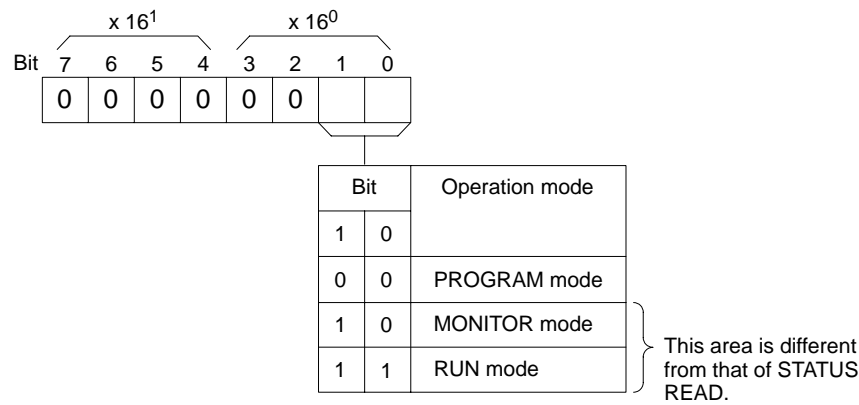 x 16¹ x 16⁰
Bit 7 6 5 4 3 2 1 0
0 0 0 0 0 0
Bit Operation mode
1 0
0 0 PROGRAM mode
1 0 MONITOR mode
1 1 RUN mode
This area is different
from that of STATUS
READ.